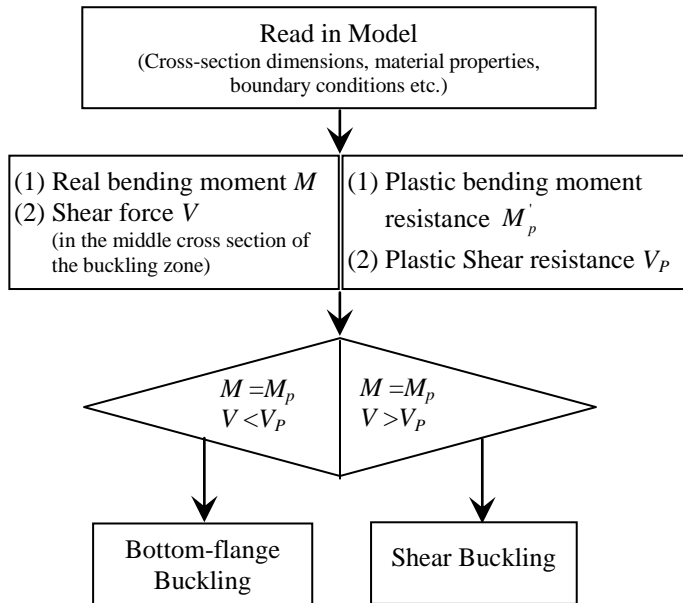 Read in Model
(Cross-section dimensions, material properties,
boundary conditions etc.)
(1) Real bending moment M
(2) Shear force V
(in the middle cross section of
the buckling zone)
(1) Plastic bending moment
resistance M'p
(2) Plastic Shear resistance VP
M =Mp
V <VP
M =Mp
V >VP
Bottom-flange
Buckling
Shear Buckling